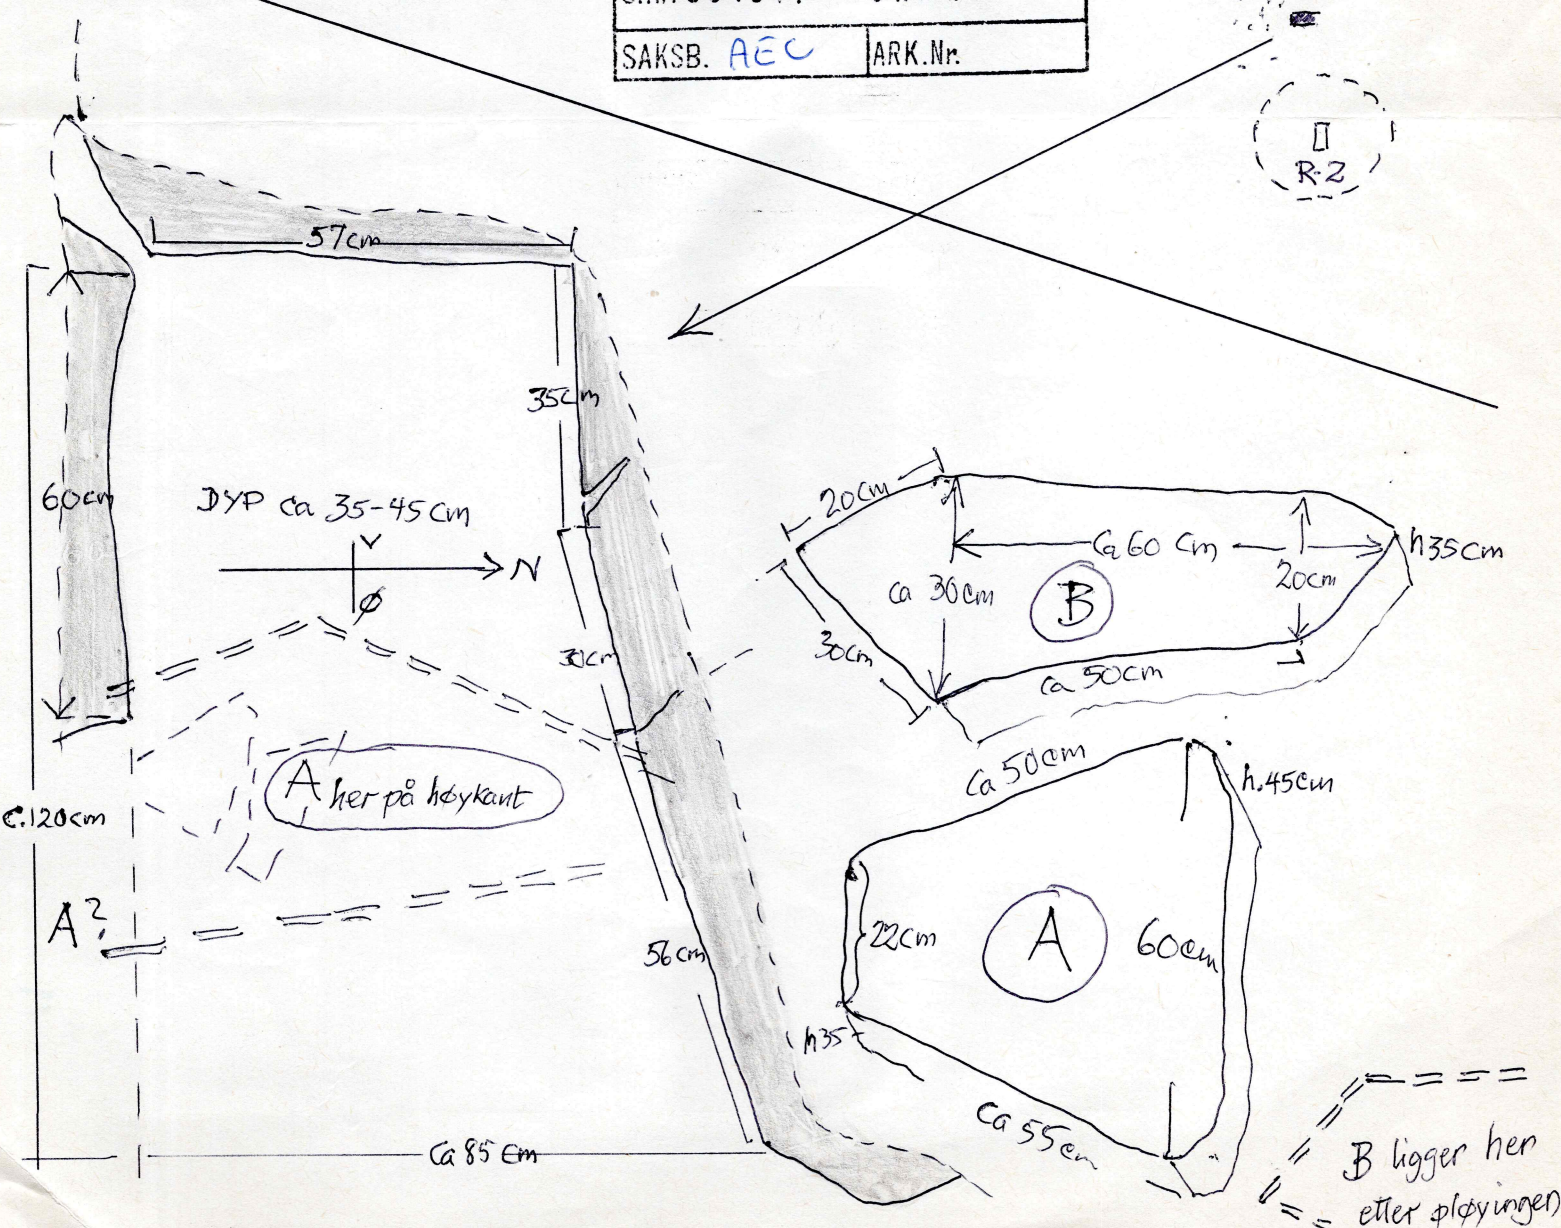 SAKSB. AEC ARK.Nr.
R-2
57cm
35cm
60cm
DYP ca 35-45cm
V
N
Ø
20cm
ca 60 cm
h35cm
ca 30cm
B
20cm
30cm
30cm
ca 50cm
ca 50cm
h.45cm
A her på høykant
c.120cm
A?
22cm
A
60cm
56cm
h35
ca 55cm
ca 85 cm
B ligger her
etter pløyingen